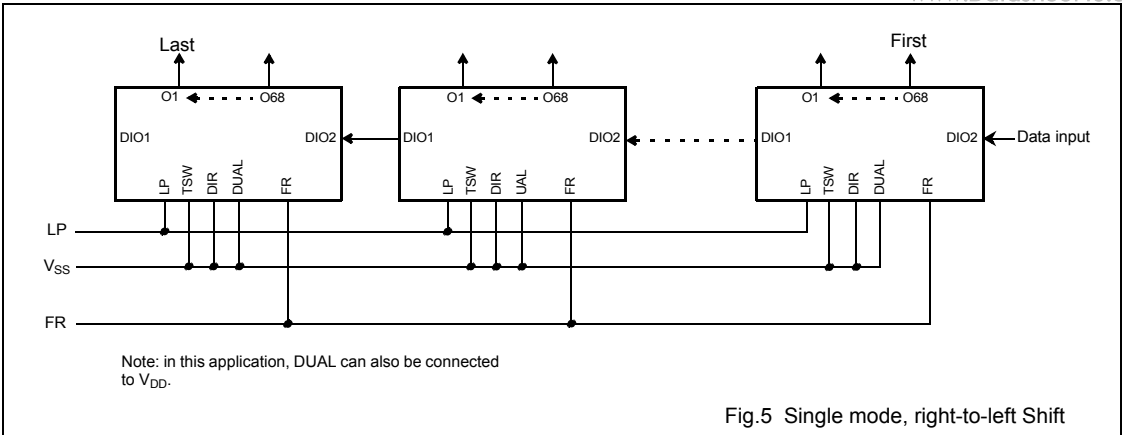 Last
First
O1 O68
O1 O68
O1 O68
DIO1 DIO2
DIO1 DIO2
DIO1 DIO2
Data input
LP TSW DIR DUAL FR
LP TSW DIR UAL FR
LP TSW DIR DUAL FR
LP
VSS
FR
Note: in this application, DUAL can also be connected
to VDD.
Fig.5 Single mode, right-to-left Shift